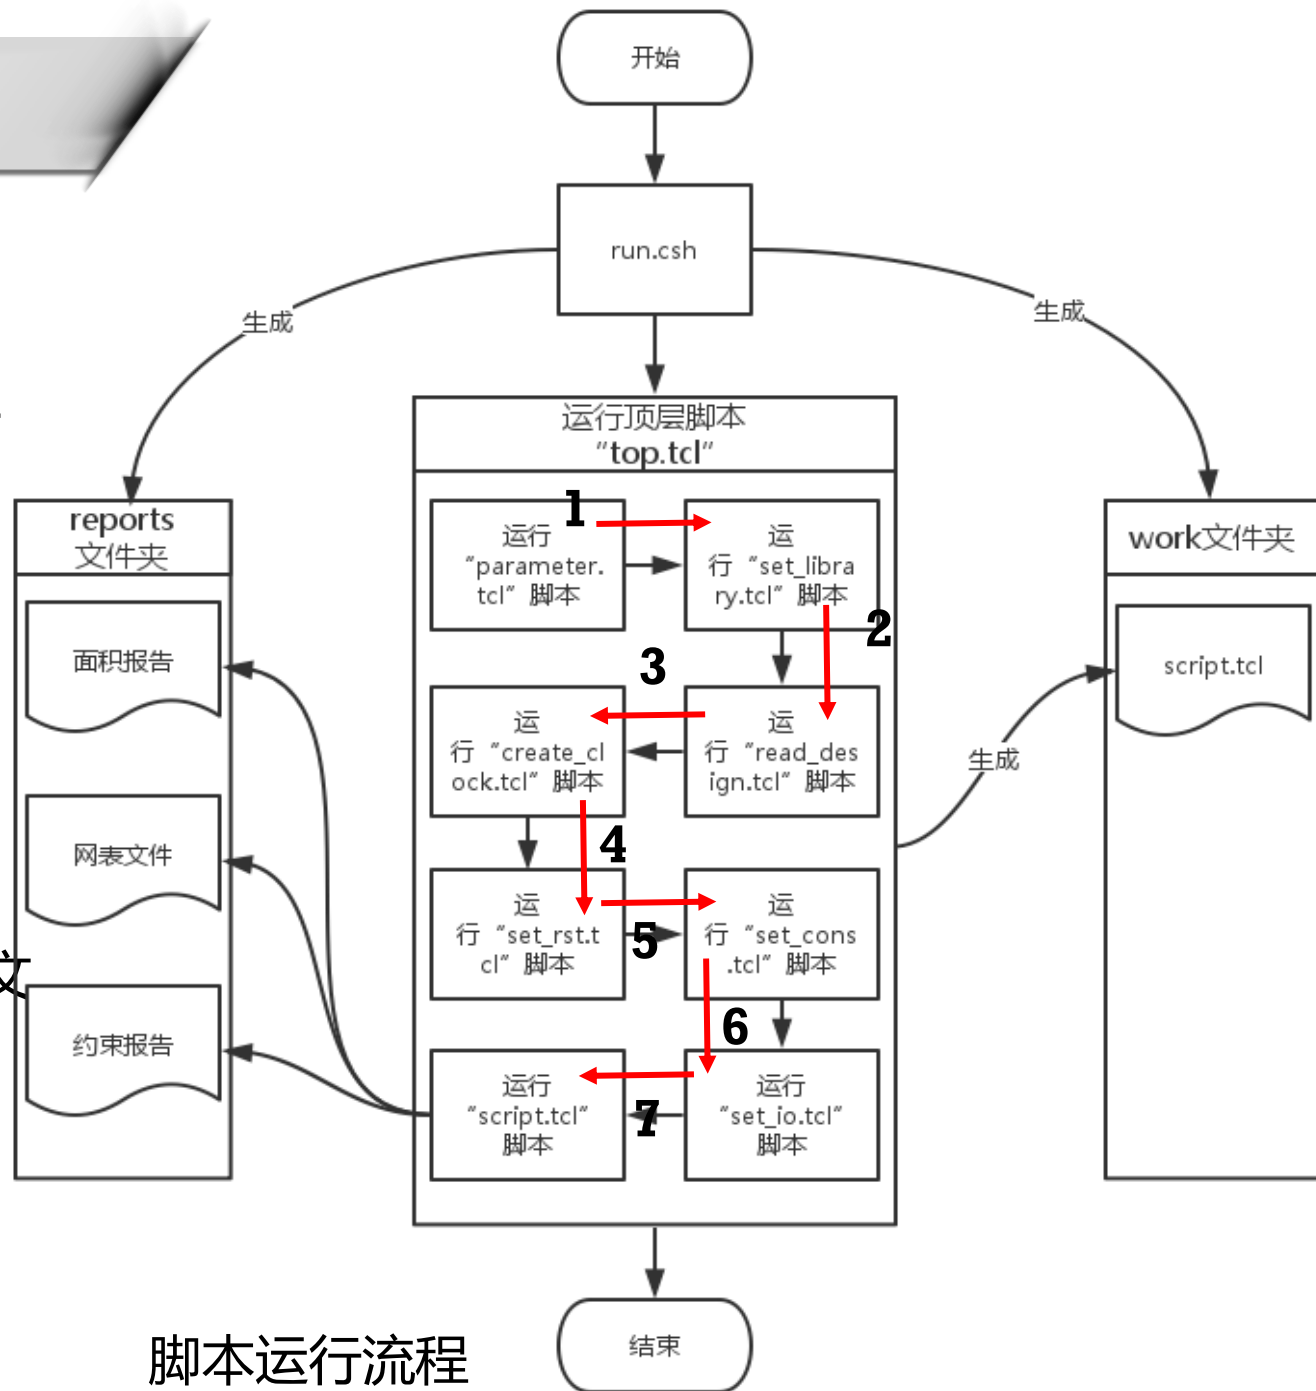 开始
run.csh
生成
生成
运行顶层脚本
“top.tcl”
reports
文件夹
面积报告
网表文件
约束报告
文
1
运行
“parameter.
tcl” 脚本
运
行 “set_libra
ry.tcl” 脚本
2
3
运
行 “create_cl
ock.tcl” 脚本
运
行 “read_des
ign.tcl” 脚本
4
运
行 “set_rst.t
cl” 脚本
5
运
行 “set_cons
.tcl” 脚本
6
运行
“script.tcl”
脚本
7
运行
“set_io.tcl”
脚本
work文件夹
script.tcl
生成
结束
脚本运行流程